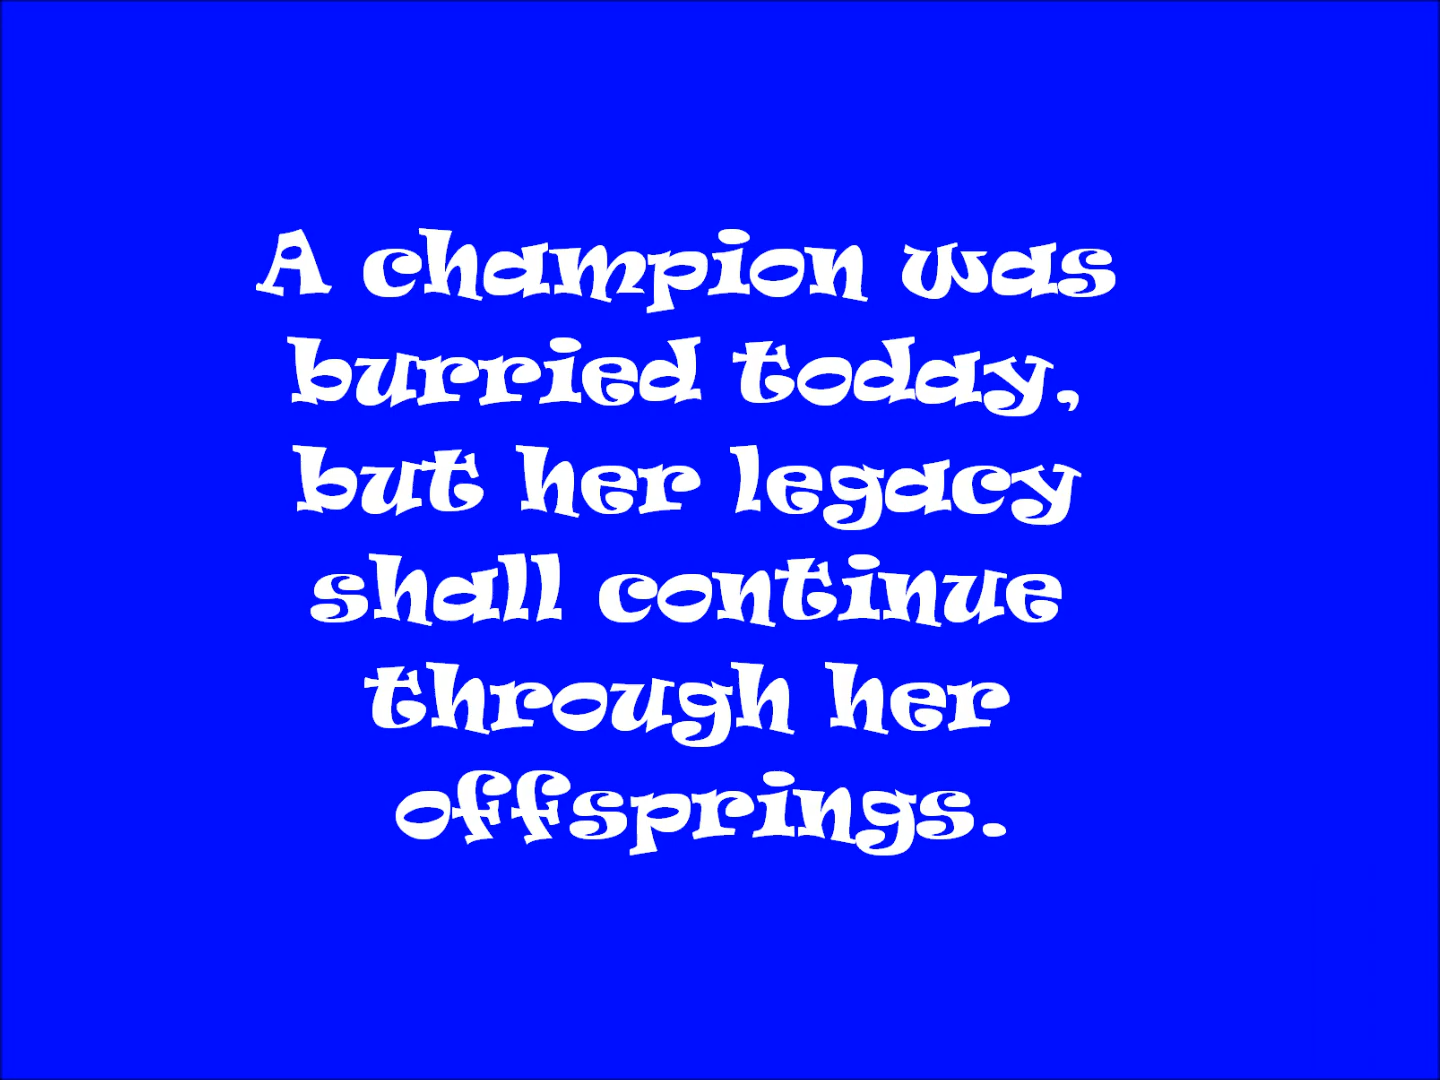 A champion was
burried today,
but her legacy
shall continue
through her
offsprings.